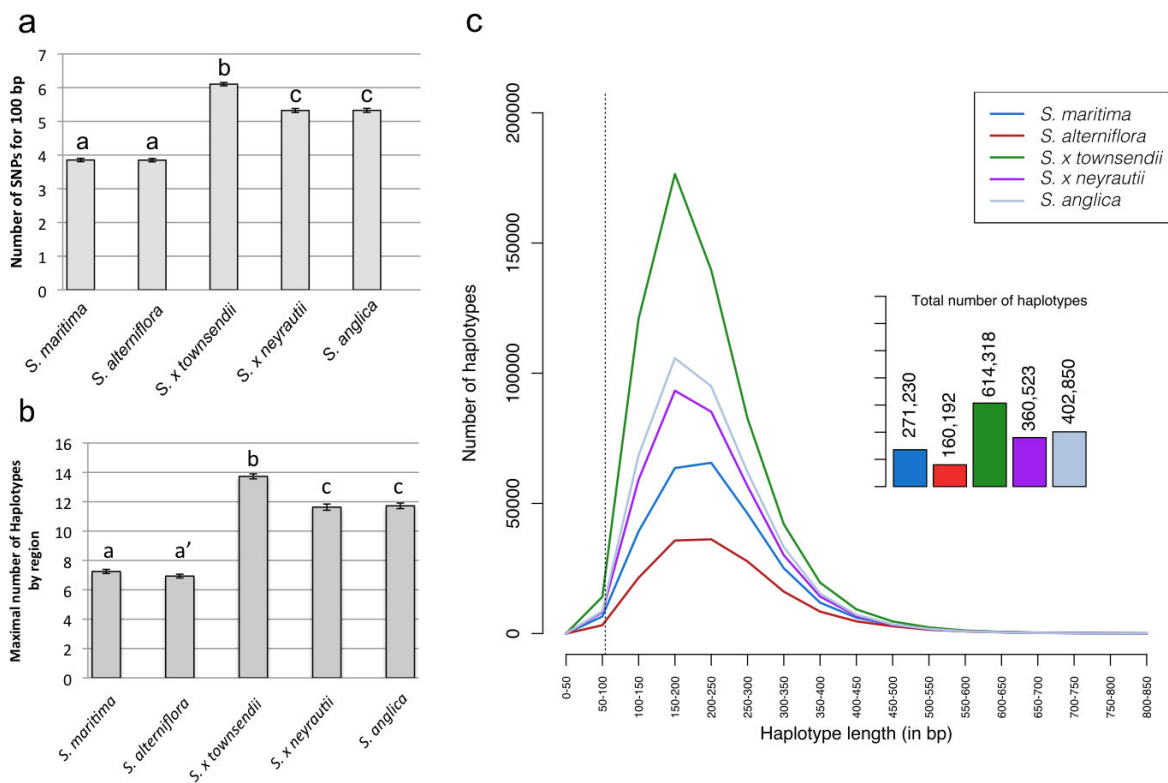 a
Number of SNPs for 100 bp
7
6
5
4
3
2
1
0
a
a
b
c
c
S. maritima
S. alterniflora
S. x townsendii
S. x neyrautii
S. anglica
b
Maximal number of Haplotypes
by region
16
14
12
10
8
6
4
2
0
a
a’
b
c
c
S. maritima
S. alterniflora
S. x townsendii
S. x neyrautii
S. anglica
c
Number of haplotypes
200000
150000
100000
50000
0
S. maritima
S. alterniflora
S. x townsendii
S. x neyrautii
S. anglica
Total number of haplotypes
271,230
160,192
614,318
360,523
402,850
0-50
50-100
100-150
150-200
200-250
250-300
300-350
350-400
400-450
450-500
500-550
550-600
600-650
650-700
700-750
750-800
800-850
Haplotype length (in bp)